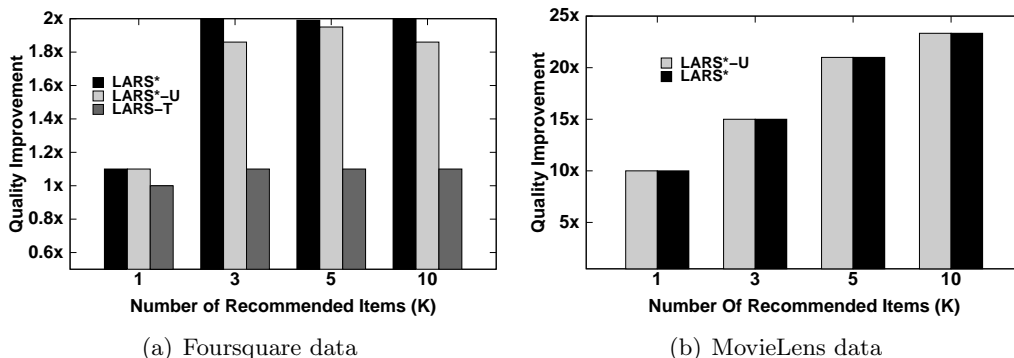 2x
1.8x
1.6x
1.4x
1.2x
1x
0.8x
0.6x
Quality Improvement
LARS*
LARS*-U
LARS-T
1 3 5 10
Number of Recommended Items (K)
(a) Foursquare data
25x
20x
15x
10x
5x
Quality Improvement
LARS*-U
LARS*
1 3 5 10
Number Of Recommended Items (K)
(b) MovieLens data